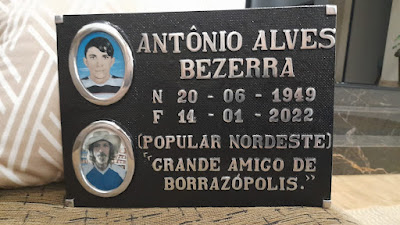 ANTÔNIO ALVES
BEZERRA
N 20 - 06 - 1949
F 14 - 01 - 2022
(POPULAR NORDESTE)
"GRANDE AMIGO DE
BORRAZÓPOLIS."